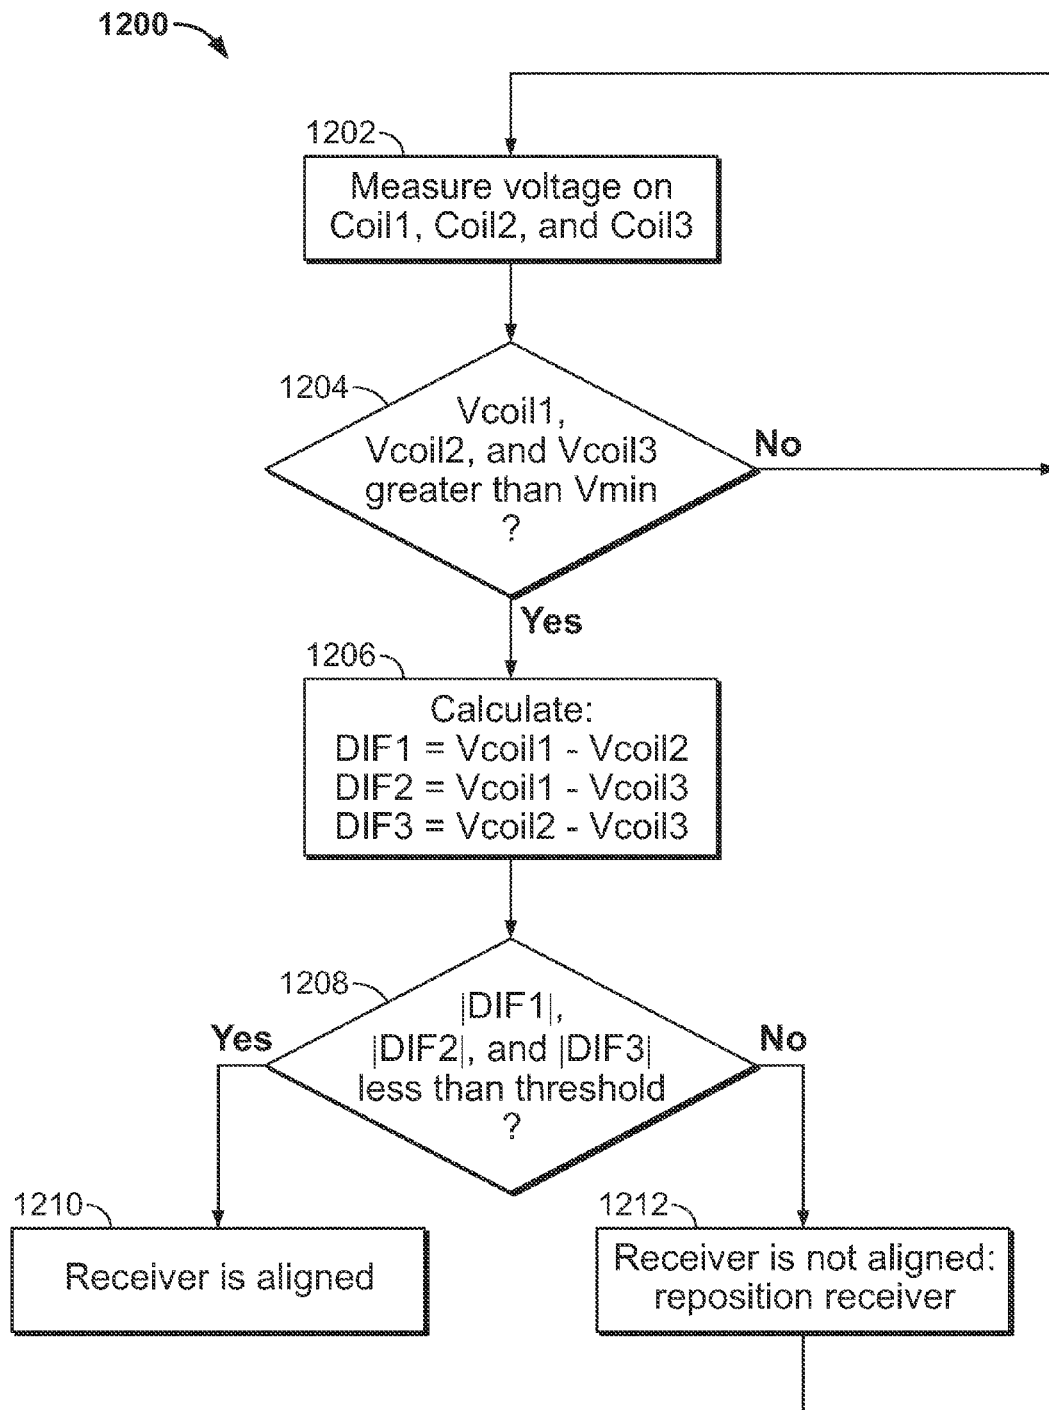 1200
1202
Measure voltage on
Coil1, Coil2, and Coil3
1204
Vcoil1,
Vcoil2, and Vcoil3
greater than Vmin
?
No
Yes
1206
Calculate:
DIF1 = Vcoil1 - Vcoil2
DIF2 = Vcoil1 - Vcoil3
DIF3 = Vcoil2 - Vcoil3
1208
|DIF1|,
|DIF2|, and |DIF3|
less than threshold
?
Yes
No
1210
Receiver is aligned
1212
Receiver is not aligned:
reposition receiver